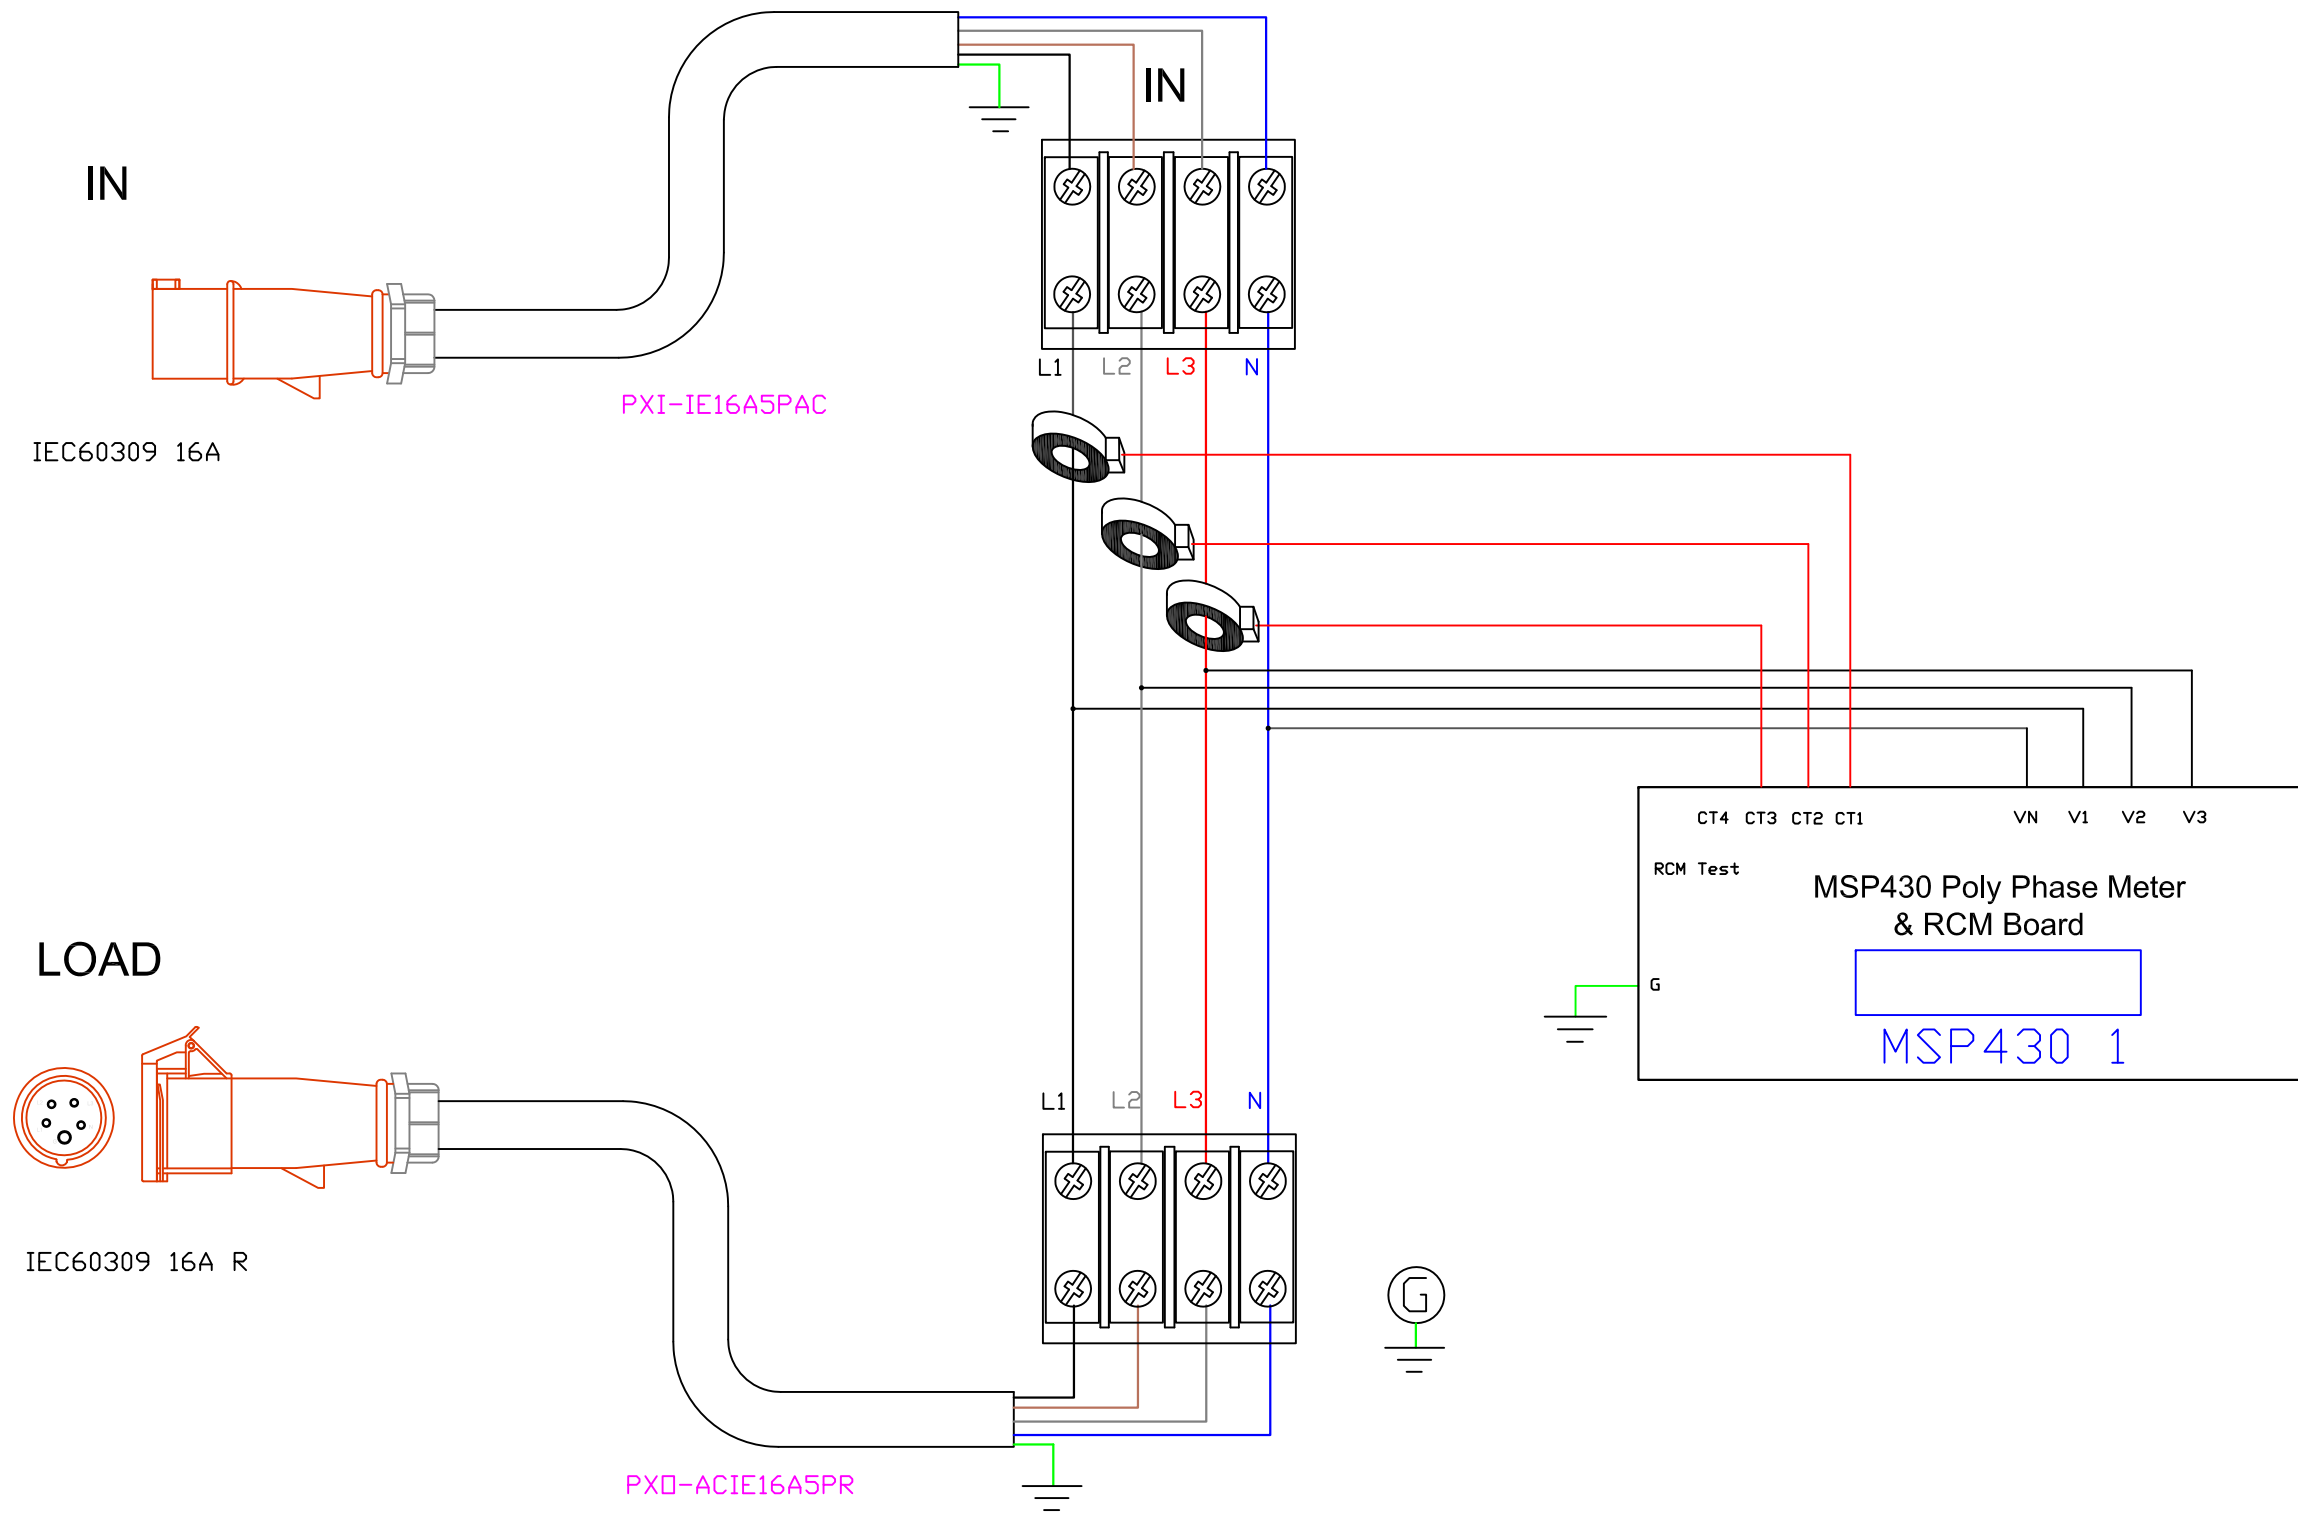 IN
IN
L1 L2 L3 N
PXI-IE16A5PAC
IEC60309 16A
CT4 CT3 CT2 CT1 VN V1 V2 V3
RCM Test
MSP430 Poly Phase Meter
& RCM Board
LOAD
G
MSP430 1
L1 L2 L3 N
IEC60309 16A R
G
PXO-ACIE16A5PR